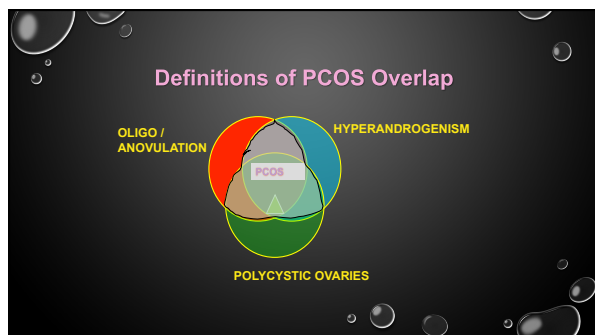 Definitions of PCOS Overlap
OLIGO /
ANOVULATION
HYPERANDROGENISM
PCOS
POLYCYSTIC OVARIES